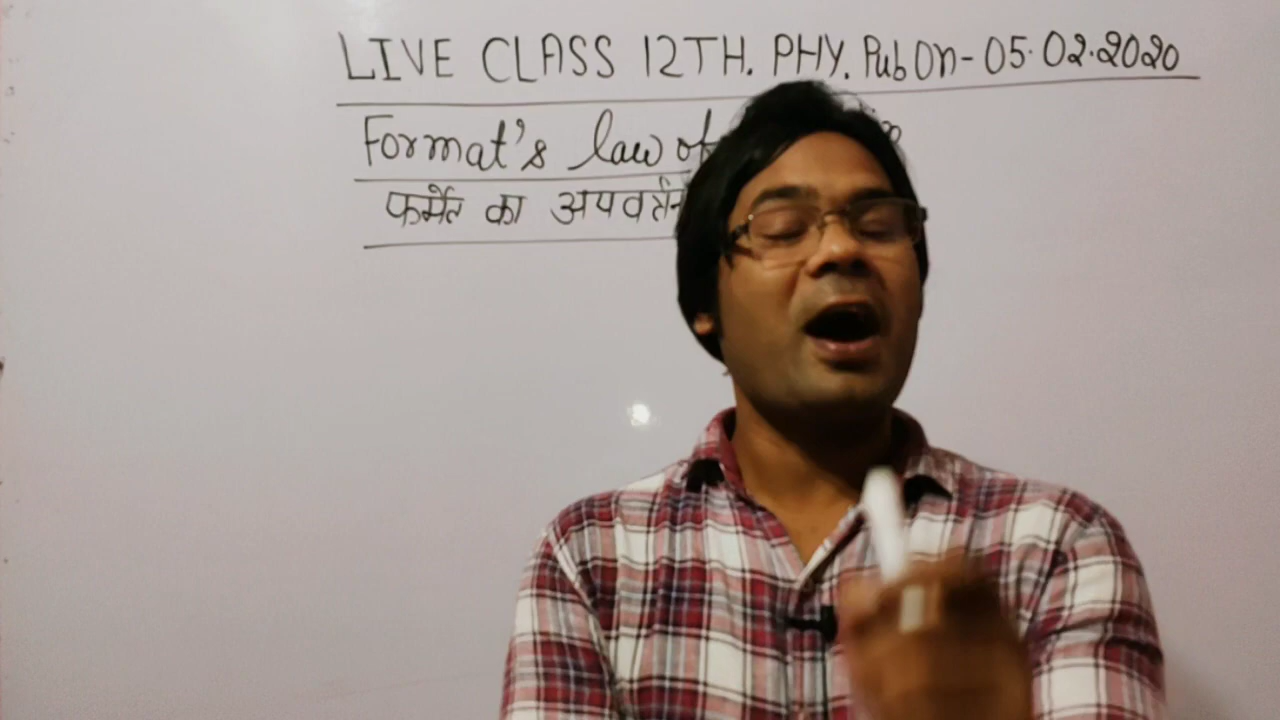 LIVE CLASS 12TH. PHY. Pub On - 05.02.2020
Format's law of
फर्मेत का अपवर्तन